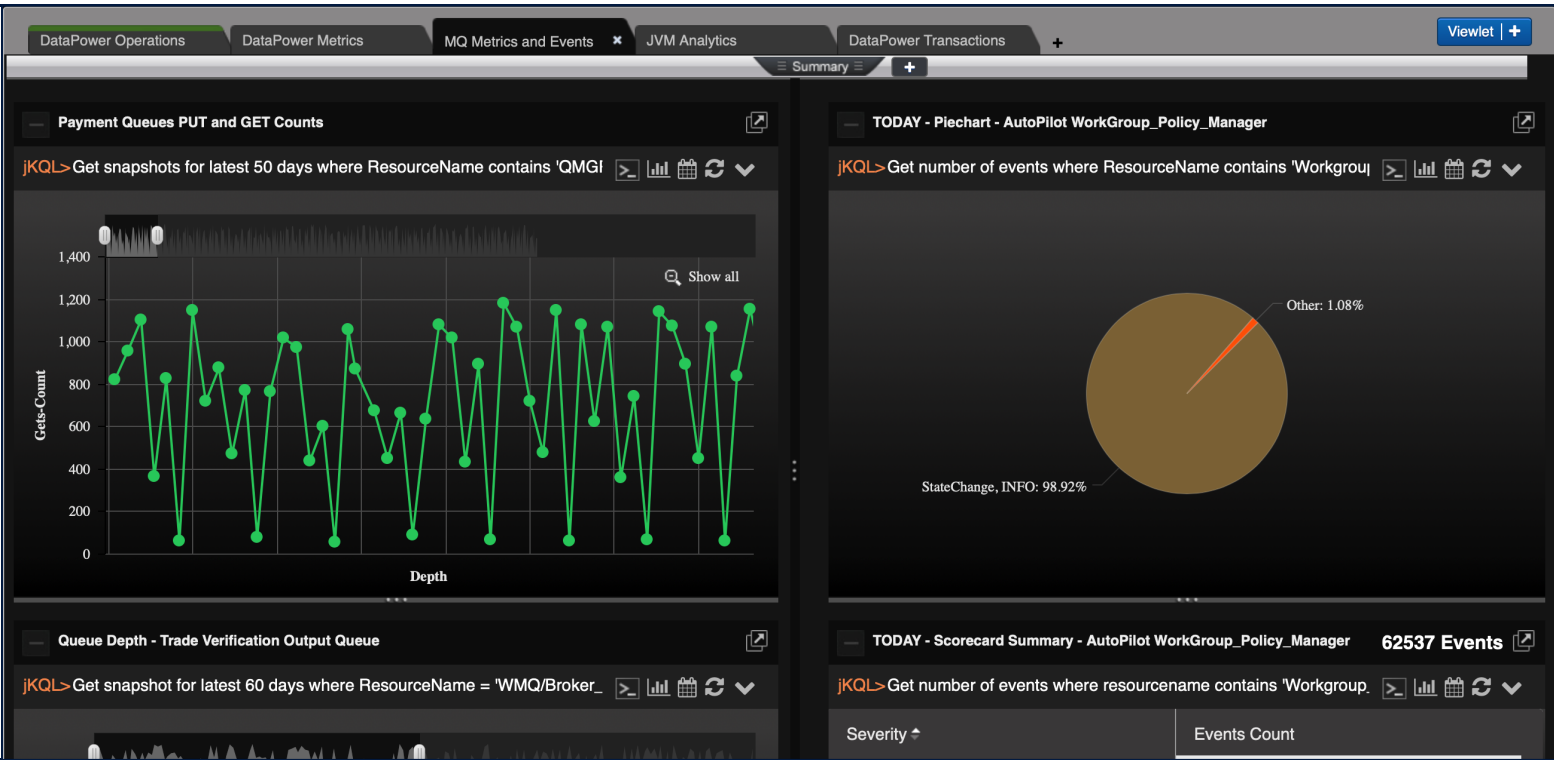 DataPower Operations
DataPower Metrics
MQ Metrics and Events
JVM Analytics
DataPower Transactions
Viewlet
Summary
Payment Queues PUT and GET Counts
jKQL>Get snapshots for latest 50 days where ResourceName contains 'QMGI
Show all
1,400
1,200
1,000
800
600
400
200
0
Gets-Count
Depth
TODAY - Piechart - AutoPilot WorkGroup_Policy_Manager
jKQL>Get number of events where ResourceName contains 'Workgrou
Other: 1.08%
StateChange, INFO: 98.92%
Queue Depth - Trade Verification Output Queue
jKQL>Get snapshot for latest 60 days where ResourceName = 'WMQ/Broker_
TODAY - Scorecard Summary - AutoPilot WorkGroup_Policy_Manager
62537 Events
jKQL>Get number of events where resourcename contains 'Workgroup_
Severity
Events Count